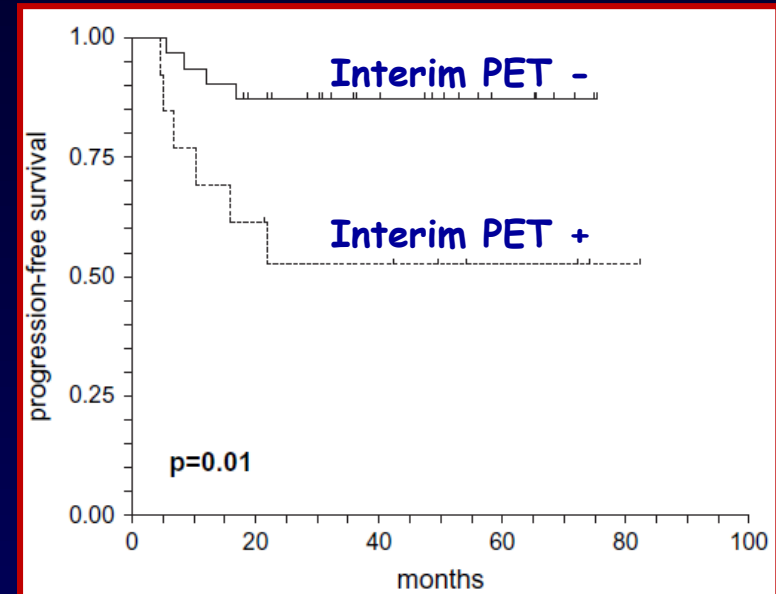 1.00
0.75
0.50
0.25
0.00
progression-free survival
Interim PET -
Interim PET +
p=0.01
0 20 40 60 80 100
months